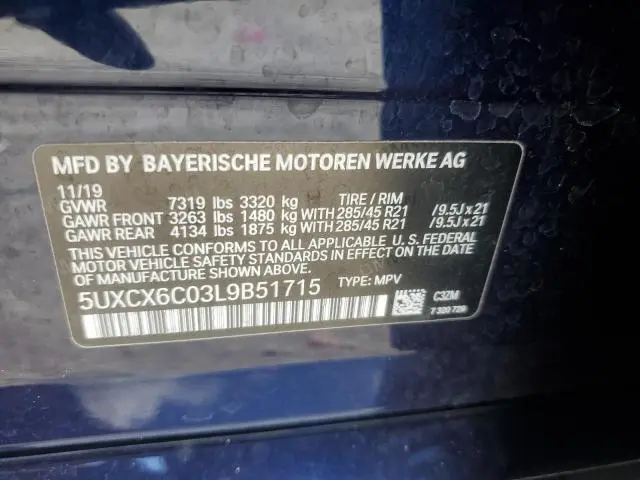 MFD BY BAYERISCHE MOTOREN WERKE AG
11/19
GVWR 7319 lbs 3320 kg TIRE / RIM
GAWR FRONT 3263 lbs 1480 kg WITH 285/45 R21 /9.5J x 21
GAWR REAR 4134 lbs 1875 kg WITH 285/45 R21 /9.5J x 21
THIS VEHICLE CONFORMS TO ALL APPLICABLE U.S. FEDERAL
MOTOR VEHICLE SAFETY STANDARDS IN EFFECT ON THE DATE
OF MANUFACTURE SHOWN ABOVE.
5UXCX6C03L9B51715 TYPE: MPV
C3ZM
7 320 728